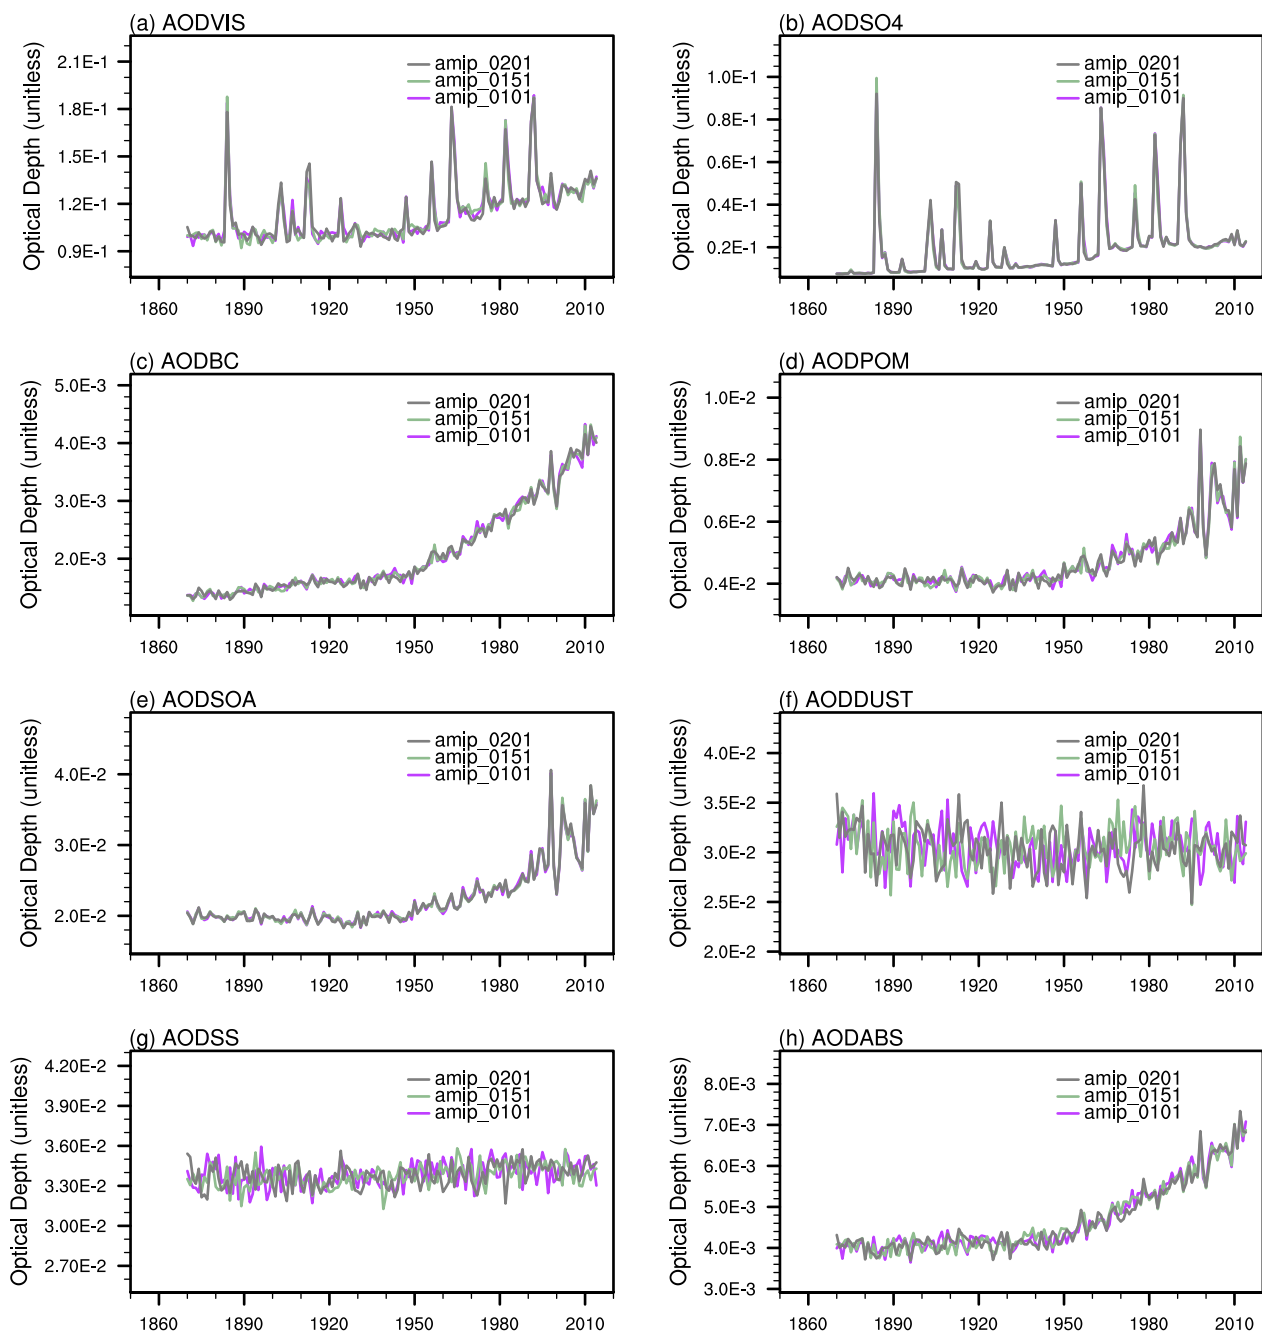 (a) AODVIS
Optical Depth (unitless)
2.1E-1
1.8E-1
1.5E-1
1.2E-1
0.9E-1
amip_0201
amip_0151
amip_0101
1860 1890 1920 1950 1980 2010
(b) AODSO4
Optical Depth (unitless)
1.0E-1
0.8E-1
0.6E-1
0.4E-1
0.2E-1
amip_0201
amip_0151
amip_0101
1860 1890 1920 1950 1980 2010
(c) AODBC
Optical Depth (unitless)
5.0E-3
4.0E-3
3.0E-3
2.0E-3
amip_0201
amip_0151
amip_0101
1860 1890 1920 1950 1980 2010
(d) AODPOM
Optical Depth (unitless)
1.0E-2
0.8E-2
0.6E-2
0.4E-2
amip_0201
amip_0151
amip_0101
1860 1890 1920 1950 1980 2010
(e) AODSOA
Optical Depth (unitless)
4.0E-2
3.0E-2
2.0E-2
amip_0201
amip_0151
amip_0101
1860 1890 1920 1950 1980 2010
(f) AODDUST
Optical Depth (unitless)
4.0E-2
3.5E-2
3.0E-2
2.5E-2
2.0E-2
amip_0201
amip_0151
amip_0101
1860 1890 1920 1950 1980 2010
(g) AODSS
Optical Depth (unitless)
4.20E-2
3.90E-2
3.60E-2
3.30E-2
3.00E-2
2.70E-2
amip_0201
amip_0151
amip_0101
1860 1890 1920 1950 1980 2010
(h) AODABS
Optical Depth (unitless)
8.0E-3
7.0E-3
6.0E-3
5.0E-3
4.0E-3
3.0E-3
amip_0201
amip_0151
amip_0101
1860 1890 1920 1950 1980 2010